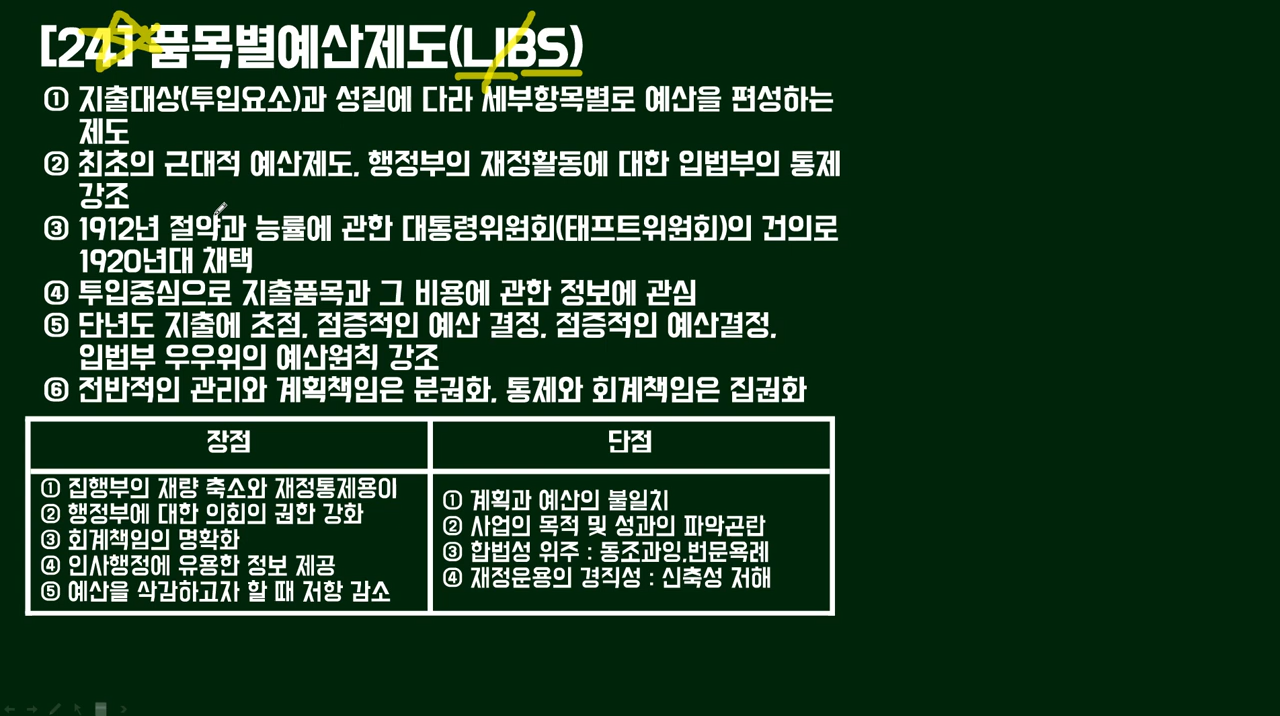 [24] 품목별예산제도(LIBS)
① 지출대상(투입요소)과 성질에 다라 세부항목별로 예산을 편성하는
제도
② 최초의 근대적 예산제도, 행정부의 재정활동에 대한 입법부의 통제
강조
③ 1912년 절약과 능률에 관한 대통령위원회(태프트위원회)의 건의로
1920년대 채택
④ 투입중심으로 지출품목과 그 비용에 관한 정보에 관심
⑤ 단년도 지출에 초점, 점증적인 예산 결정, 점증적인 예산결정,
입법부 우우위의 예산원칙 강조
⑥ 전반적인 관리와 계획책임은 분권화, 통제와 회계책임은 집권화
장점
① 집행부의 재량 축소와 재정통제용이
② 행정부에 대한 의회의 권한 강화
③ 회계책임의 명확화
④ 인사행정에 유용한 정보 제공
⑤ 예산을 삭감하고자 할 때 저항 감소
단점
① 계획과 예산의 불일치
② 사업의 목적 및 성과의 파악곤란
③ 합법성 위주 : 동조과잉,번문욕례
④ 재정운용의 경직성 : 신축성 저해